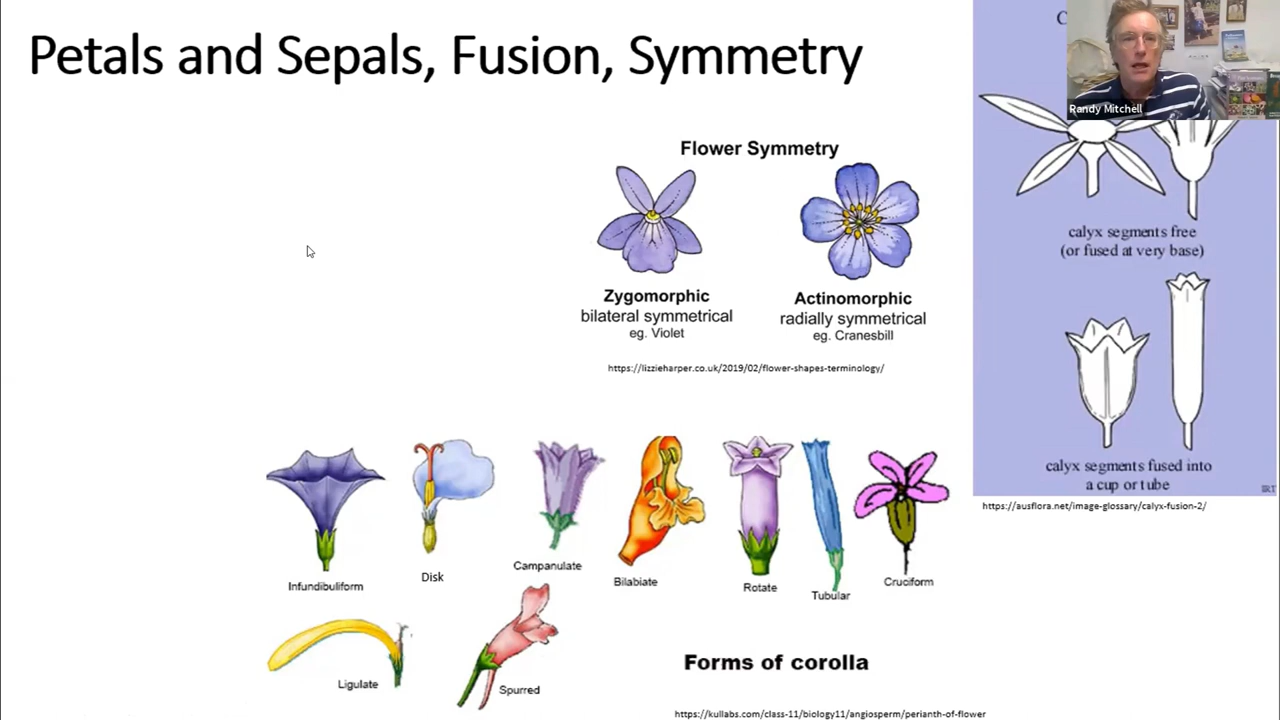 Petals and Sepals, Fusion, Symmetry
Randy Mitchell
Flower Symmetry
Zygomorphic
bilateral symmetrical
eg. Violet
Actinomorphic
radially symmetrical
eg. Cranesbill
https://lizzieharper.co.uk/2019/02/flower-shapes-terminology/
calyx segments free
(or fused at very base)
calyx segments fused into
a cup or tube
https://ausflora.net/image-glossary/calyx-fusion-2/
Infundibuliform
Disk
Campanulate
Bilabiate
Rotate
Tubular
Cruciform
Ligulate
Spurred
Forms of corolla
https://kullabs.com/class-11/biology11/angiosperm/perianth-of-flower